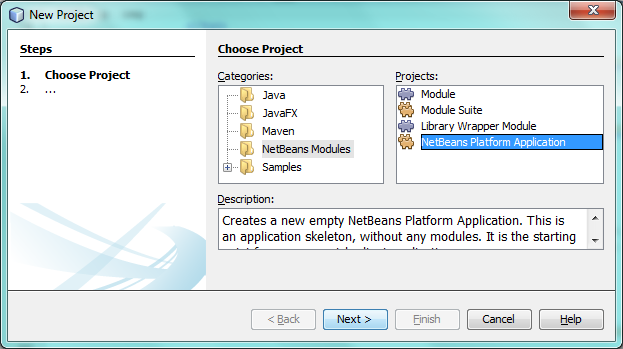 New Project
Steps
1. Choose Project
2. ...
Choose Project
Categories:
Java
JavaFX
Maven
NetBeans Modules
Samples
Projects:
Module
Module Suite
Library Wrapper Module
NetBeans Platform Application
Description:
Creates a new empty NetBeans Platform Application. This is
an application skeleton, without any modules. It is the starting
< Back
Next >
Finish
Cancel
Help